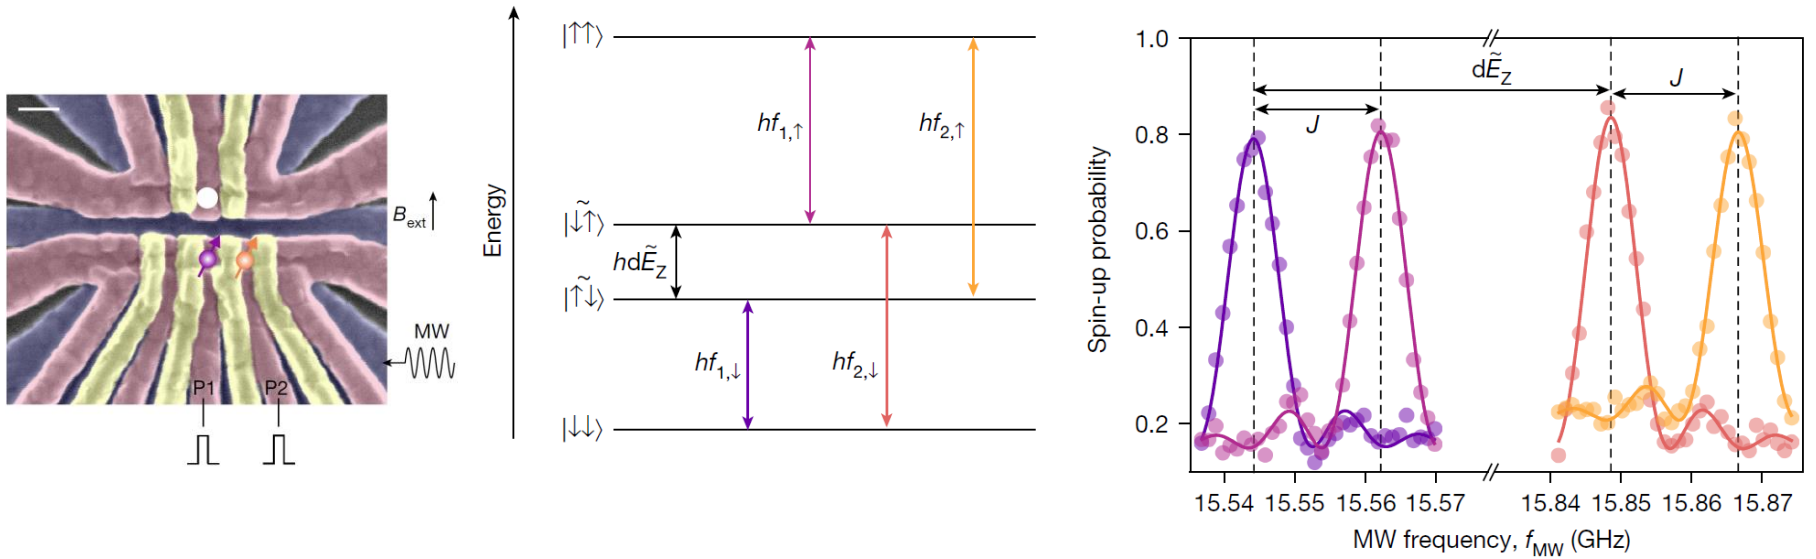 B_ext
MW
P1
P2
Energy
|↑↑⟩
|↓̃↑⟩
|↑̃↓⟩
|↓↓⟩
hf_1,↑
hf_2,↑
hdẼ_Z
hf_1,↓
hf_2,↓
Spin-up probability
1.0
0.8
0.6
0.4
0.2
dẼ_Z
J
J
15.54
15.55
15.56
15.57
15.84
15.85
15.86
15.87
MW frequency, f_MW (GHz)